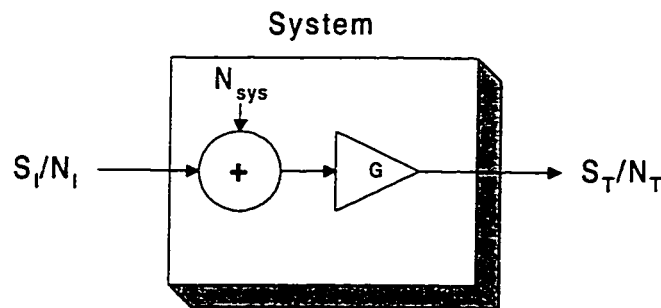 System
N_sys
S_I/N_I
+
G
S_T/N_T